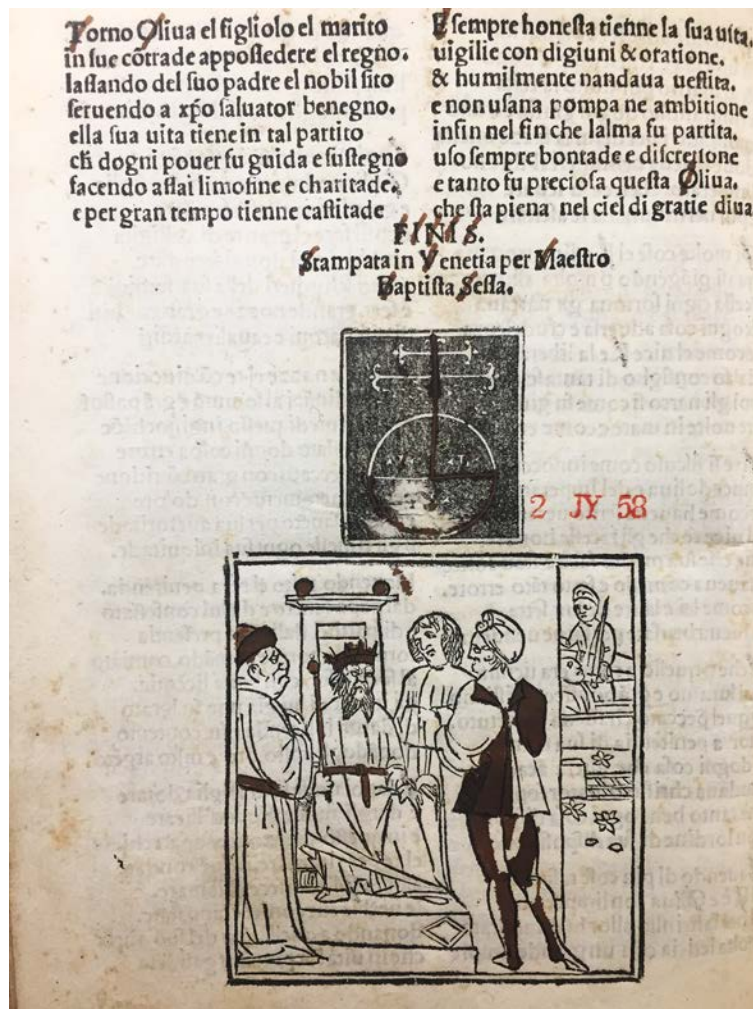 Torno Oliua el figliolo el marito
in sue cōtrade appossedere el regno.
lassando del suo padre el nobil sito
seruendo a xp̄o saluator benegno.
ella sua uita tiene in tal partito
ch̄ dogni pouer fu guida e sustegno
facendo assai limosine e charitade.
e per gran tempo tienne castitade
E sempre honesta tienne la sua uita.
uigilie con digiuni & oratione.
& humilmente nandaua uestita.
e non usaua pompa ne ambitione
infin nel fin che lalma fu partita.
uso sempre bontade e discretione
e tanto fu preciosa questa Oliua.
che sta piena nel ciel di gratie diua
FINIS.
Stampata in Venetia per Maestro
Baptista Sessa.
2 JY 58